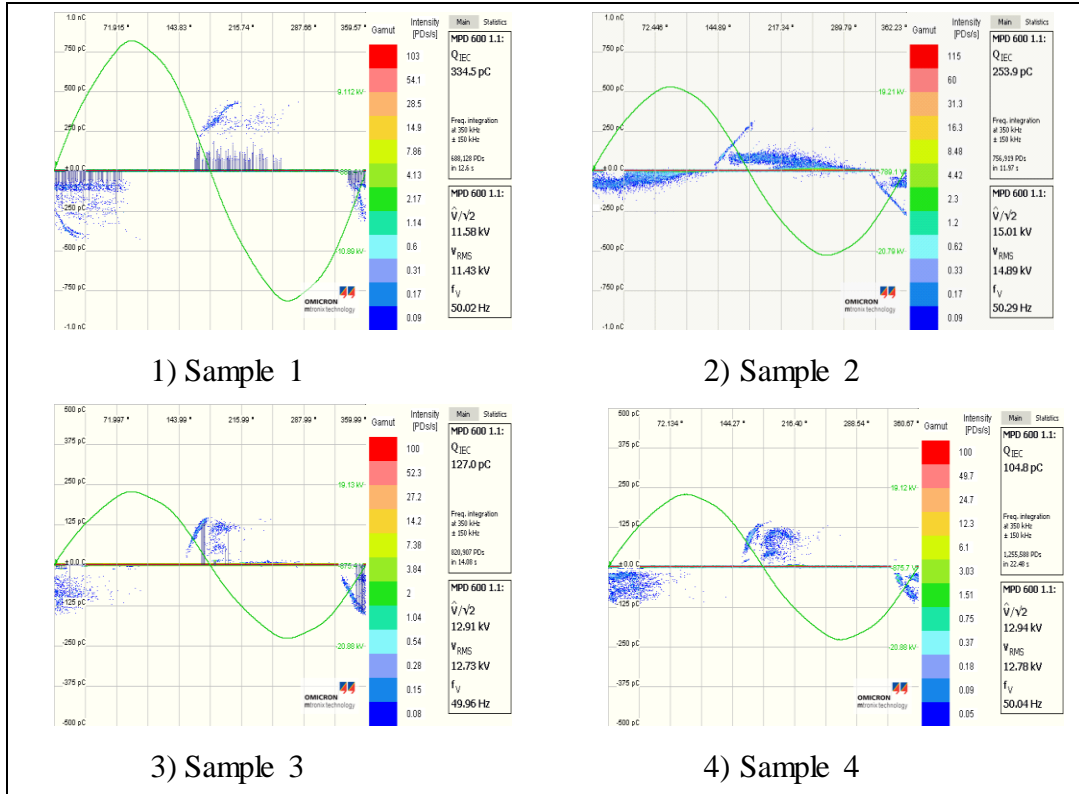 1.0 nC 71.915 ° 143.83 ° 215.74 ° 287.66 ° 359.57 °
750 pC
500 pC
250 pC
±0.0 C
-250 pC
-500 pC
-750 pC
-1.0 nC
9.112 kV
-10.89 kV
OMICRON
mtronix technology
Gamut
Intensity
[PDs/s]
103
54.1
28.5
14.9
7.86
4.13
2.17
1.14
0.6
0.31
0.17
0.09
Main Statistics
MPD 600 1.1:
QIEC
334.5 pC
Freq. integration
at 350 kHz
± 150 kHz
688,128 PDs
in 12.6 s
MPD 600 1.1:
V̂/√2
11.58 kV
VRMS
11.43 kV
fV
50.02 Hz
1) Sample 1
1.0 nC 72.446 ° 144.89 ° 217.34 ° 289.79 ° 362.23 °
750 pC
500 pC
250 pC
±0.0 C
-250 pC
-500 pC
-750 pC
-1.0 nC
19.21 kV
-789.1 V
-20.79 kV
OMICRON
mtronix technology
Gamut
Intensity
[PDs/s]
115
60
31.3
16.3
8.48
4.42
2.3
1.2
0.62
0.33
0.17
0.09
Main Statistics
MPD 600 1.1:
QIEC
253.9 pC
Freq. integration
at 350 kHz
± 150 kHz
756,919 PDs
in 11.97 s
MPD 600 1.1:
V̂/√2
15.01 kV
VRMS
14.89 kV
fV
50.29 Hz
2) Sample 2
500 pC 71.997 ° 143.99 ° 215.99 ° 287.99 ° 359.99 °
375 pC
250 pC
125 pC
±0.0 C
-125 pC
-250 pC
-375 pC
-500 pC
19.13 kV
-20.88 kV
OMICRON
mtronix technology
Gamut
Intensity
[PDs/s]
100
52.3
27.2
14.2
7.38
3.84
2
1.04
0.54
0.28
0.15
0.08
Main Statistics
MPD 600 1.1:
QIEC
127.0 pC
Freq. integration
at 350 kHz
± 150 kHz
820,907 PDs
in 14.88 s
MPD 600 1.1:
V̂/√2
12.91 kV
VRMS
12.73 kV
fV
49.96 Hz
3) Sample 3
500 pC 72.134 ° 144.27 ° 216.40 ° 288.54 ° 360.67 °
375 pC
250 pC
125 pC
±0.0 C
-125 pC
-250 pC
-375 pC
-500 pC
19.12 kV
-875.7 V
-20.88 kV
OMICRON
mtronix technology
Gamut
Intensity
[PDs/s]
100
49.7
24.7
12.3
6.1
3.03
1.51
0.75
0.37
0.18
0.09
0.05
Main Statistics
MPD 600 1.1:
QIEC
104.8 pC
Freq. integration
at 350 kHz
± 150 kHz
1,255,588 PDs
in 22.48 s
MPD 600 1.1:
V̂/√2
12.94 kV
VRMS
12.78 kV
fV
50.04 Hz
4) Sample 4